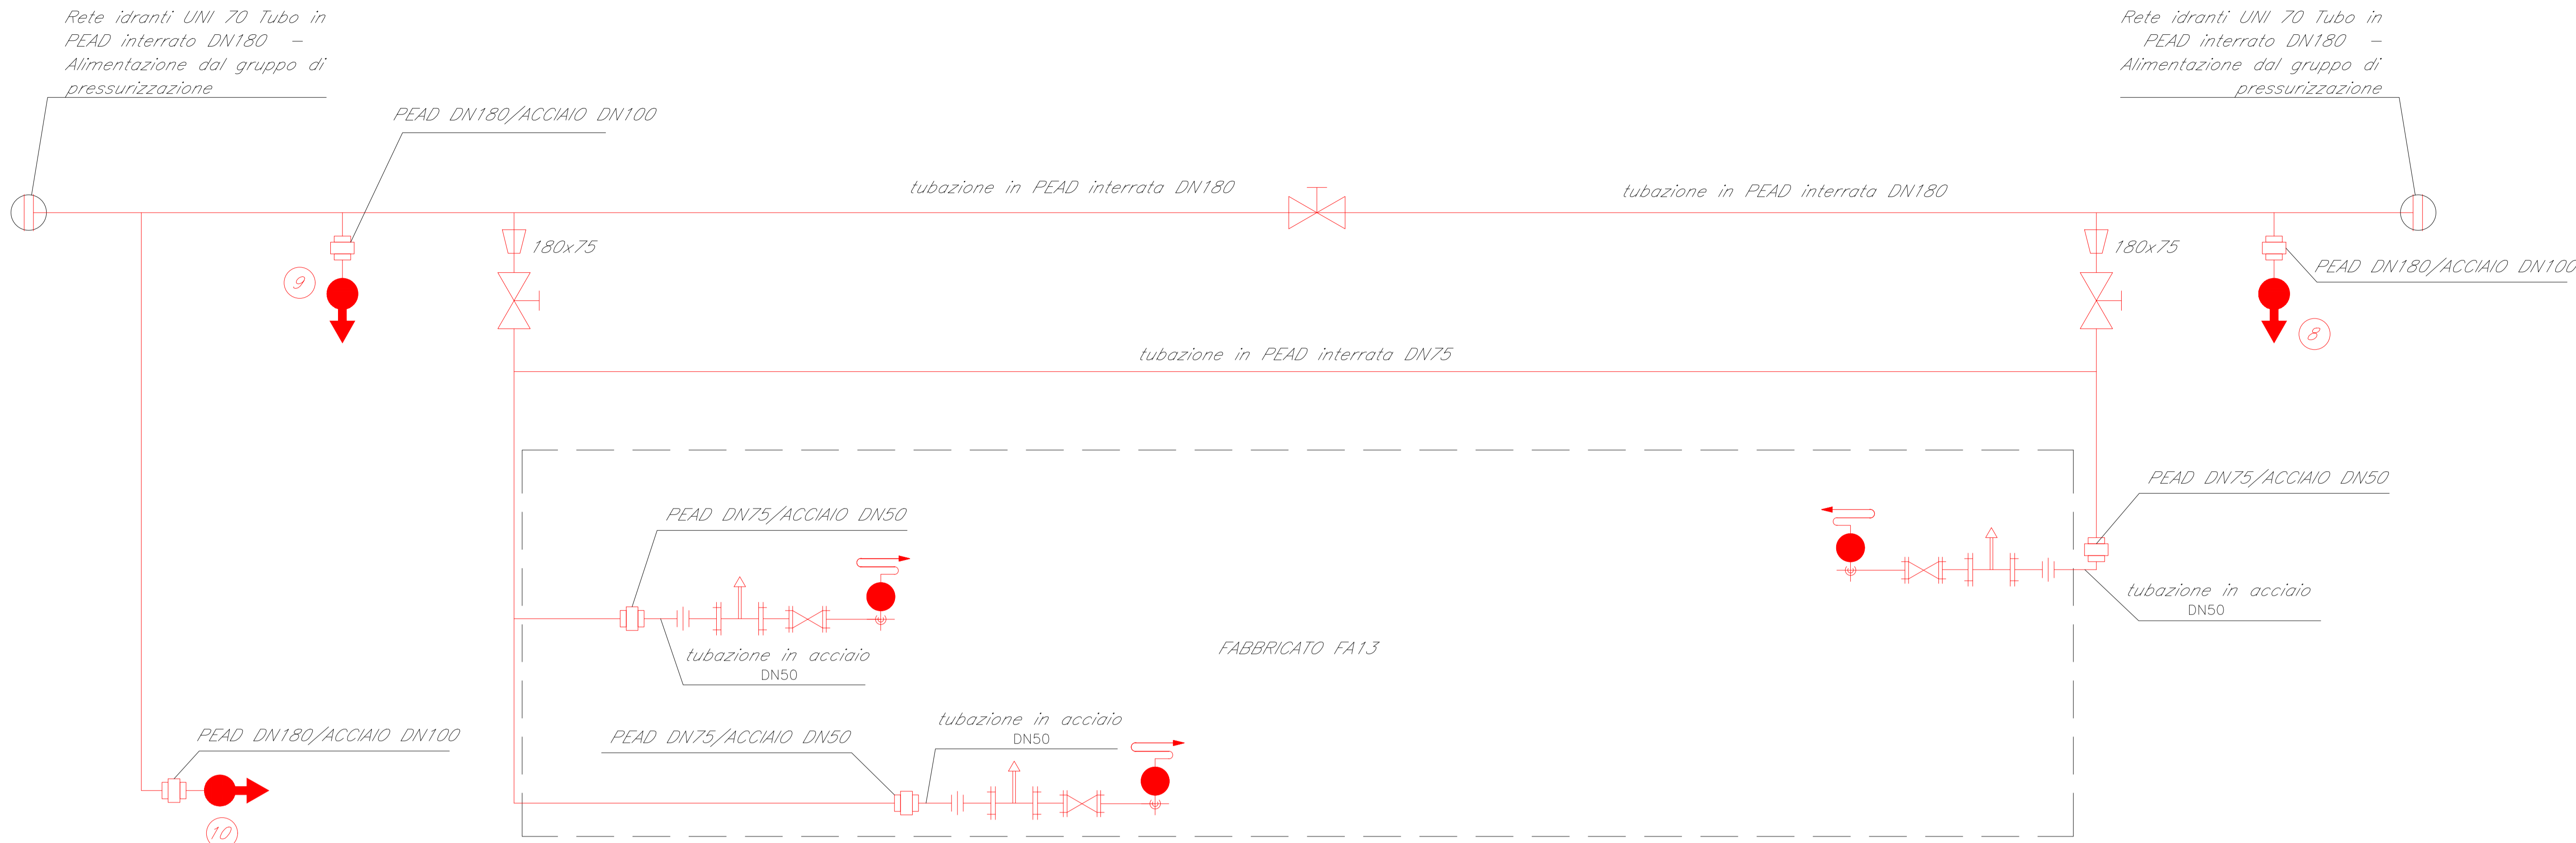 Rete idranti UNI 70 Tubo in
PEAD interrato DN180 –
Alimentazione dal gruppo di
pressurizzazione
Rete idranti UNI 70 Tubo in
PEAD interrato DN180 –
Alimentazione dal gruppo di
pressurizzazione
PEAD DN180/ACCIAIO DN100
tubazione in PEAD interrata DN180
tubazione in PEAD interrata DN180
180x75
180x75
PEAD DN180/ACCIAIO DN100
9
8
tubazione in PEAD interrata DN75
PEAD DN75/ACCIAIO DN50
PEAD DN75/ACCIAIO DN50
tubazione in acciaio
DN50
FABBRICATO FA13
tubazione in acciaio
DN50
PEAD DN180/ACCIAIO DN100
PEAD DN75/ACCIAIO DN50
tubazione in acciaio
DN50
10